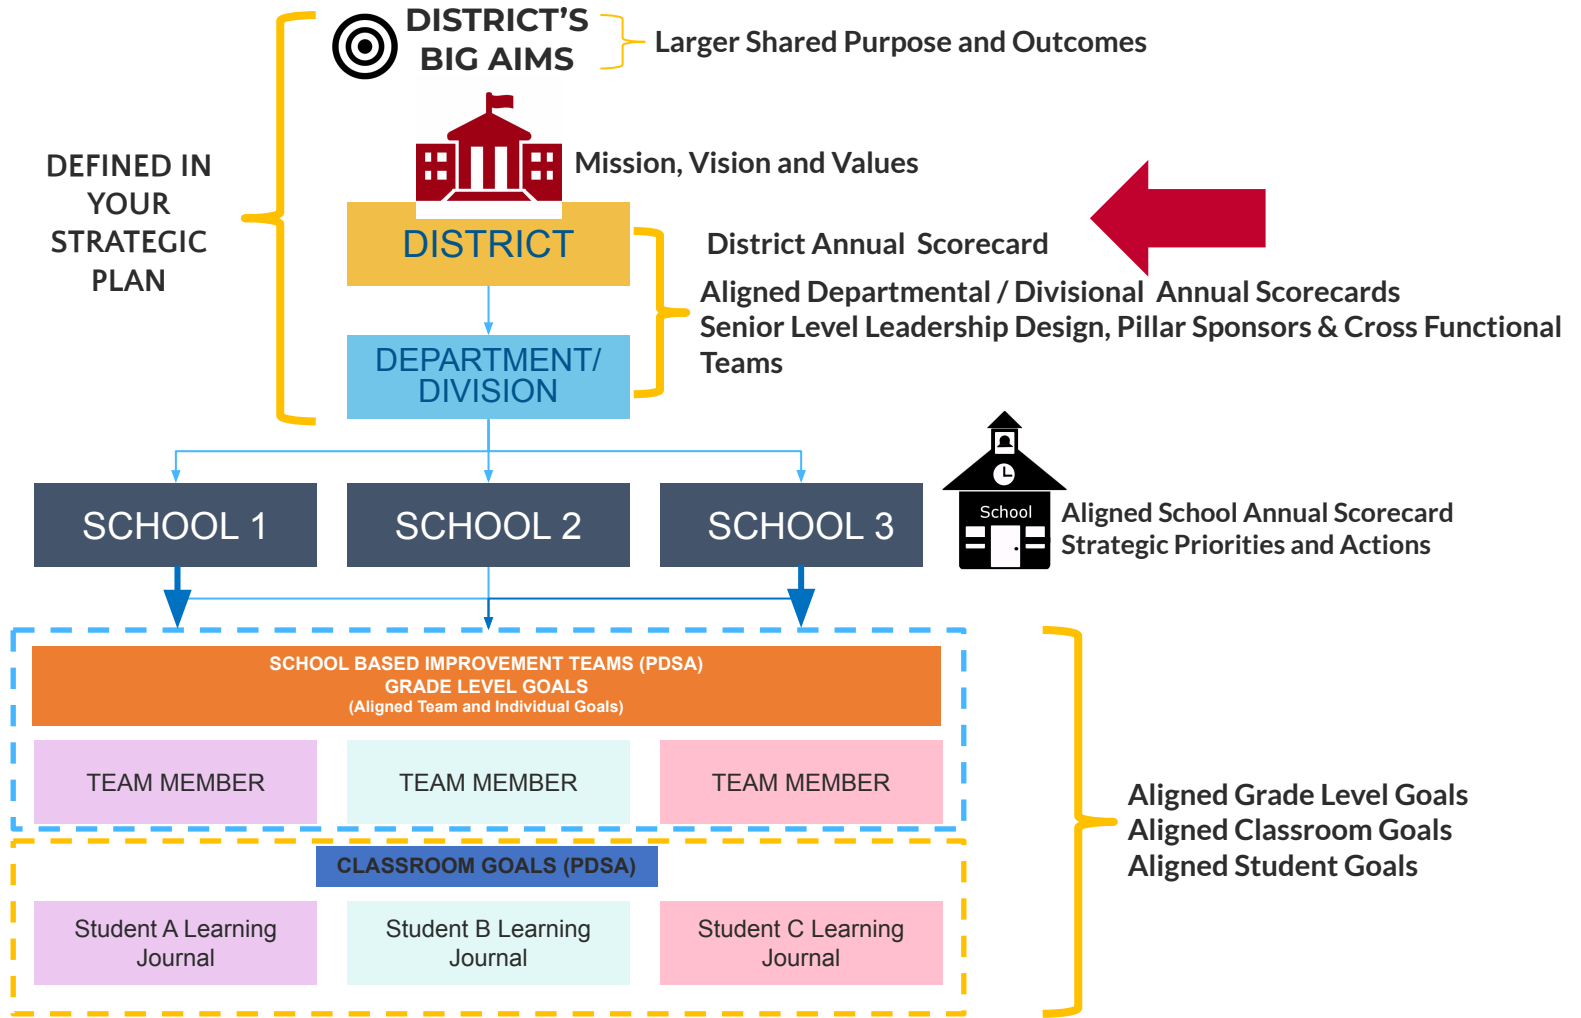 DISTRICT’S
BIG AIMS
Larger Shared Purpose and Outcomes
Mission, Vision and Values
DEFINED IN
YOUR
STRATEGIC
PLAN
DISTRICT
District Annual Scorecard
Aligned Departmental / Divisional Annual Scorecards
Senior Level Leadership Design, Pillar Sponsors & Cross Functional
Teams
DEPARTMENT/
DIVISION
SCHOOL 1
SCHOOL 2
SCHOOL 3
School
Aligned School Annual Scorecard
Strategic Priorities and Actions
SCHOOL BASED IMPROVEMENT TEAMS (PDSA)
GRADE LEVEL GOALS
(Aligned Team and Individual Goals)
TEAM MEMBER
TEAM MEMBER
TEAM MEMBER
Aligned Grade Level Goals
Aligned Classroom Goals
Aligned Student Goals
CLASSROOM GOALS (PDSA)
Student A Learning
Journal
Student B Learning
Journal
Student C Learning
Journal